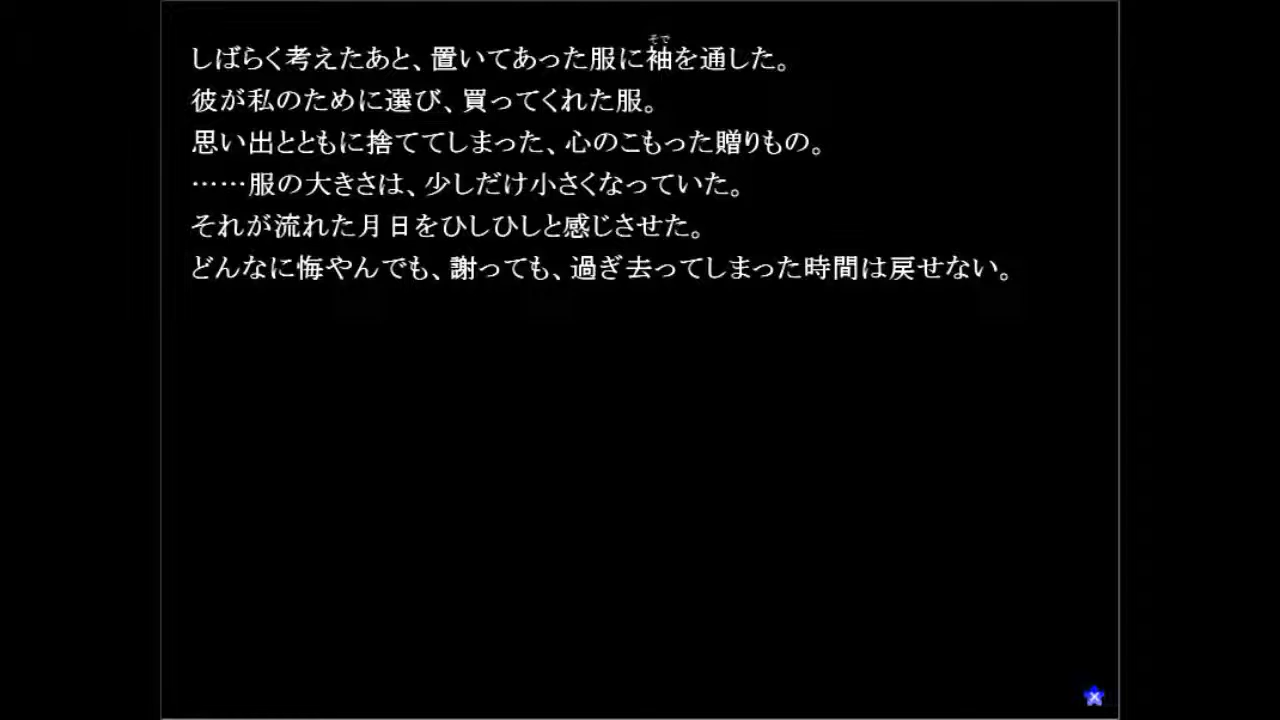 そで
しばらく考えたあと、置いてあった服に袖を通した。
彼が私のために選び、買ってくれた服。
思い出とともに捨ててしまった、心のこもった贈りもの。
……服の大きさは、少しだけ小さくなっていた。
それが流れた月日をひしひしと感じさせた。
どんなに悔やんでも、謝っても、過ぎ去ってしまった時間は戻せない。